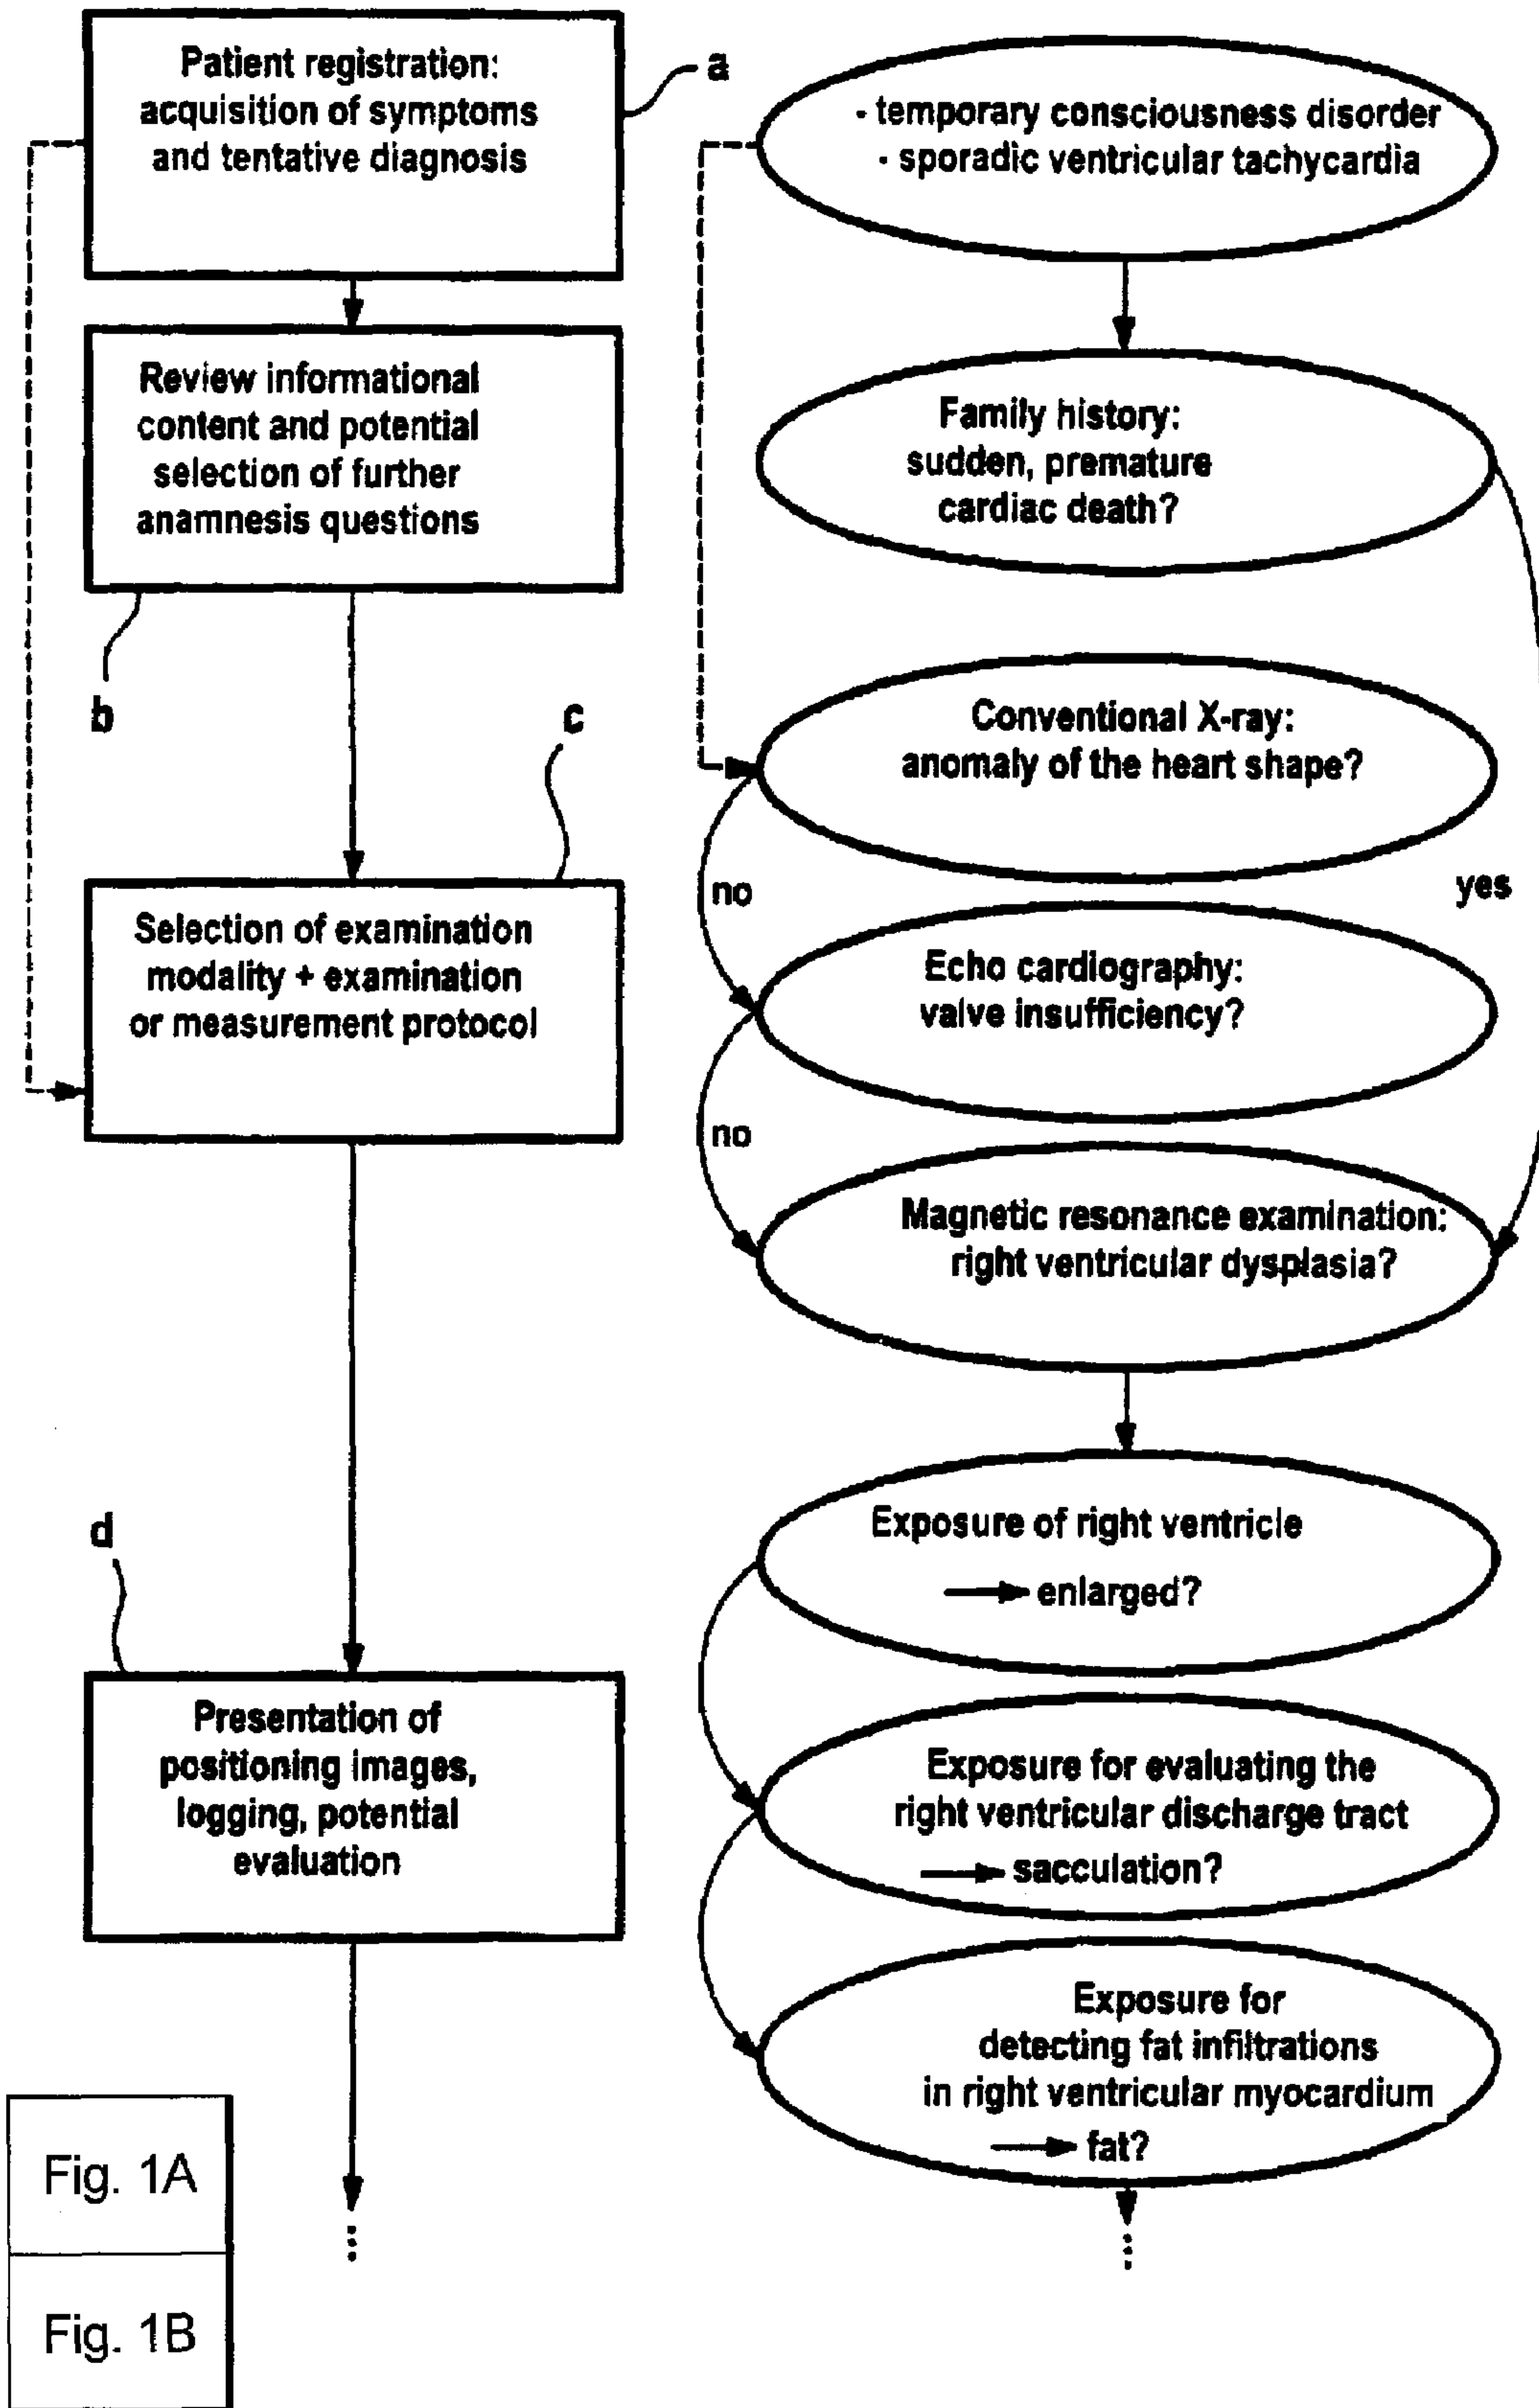 Patient registration:
acquisition of symptoms
and tentative diagnosis
a
Review informational
content and potential
selection of further
anamnesis questions
b
c
Selection of examination
modality + examination
or measurement protocol
d
Presentation of
positioning images,
logging, potential
evaluation
...
- temporary consciousness disorder
- sporadic ventricular tachycardia
Family history:
sudden, premature
cardiac death?
Conventional X-ray:
anomaly of the heart shape?
no
yes
Echo cardiography:
valve insufficiency?
no
Magnetic resonance examination:
right ventricular dysplasia?
Exposure of right ventricle
→ enlarged?
Exposure for evaluating the
right ventricular discharge tract
→ sacculation?
Exposure for
detecting fat infiltrations
in right ventricular myocardium
→ fat?
...
Fig. 1A
Fig. 1B